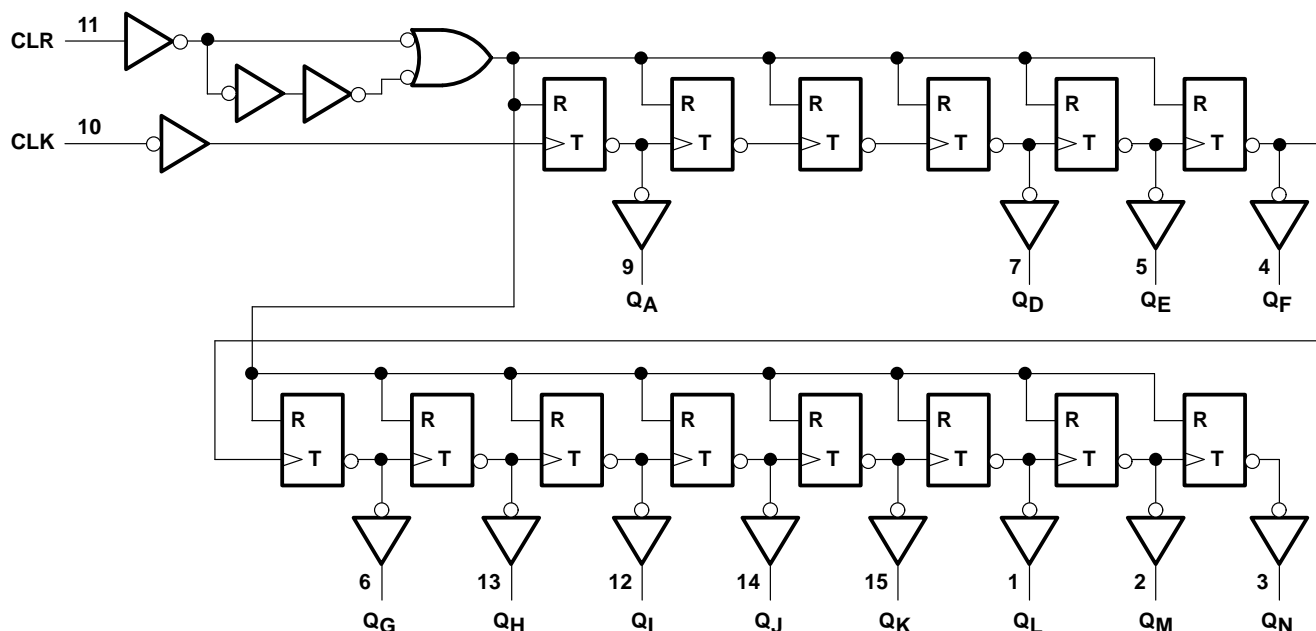 CLR 11
CLK 10
R R R R R R
T T T T T T
9 7 5 4
QA QD QE QF
R R R R R R R R
T T T T T T T T
6 13 12 14 15 1 2 3
QG QH QI QJ QK QL QM QN